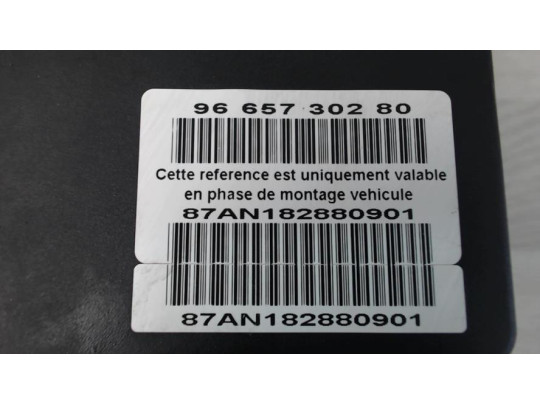 96 657 302 80
Cette reference est uniquement valable
en phase de montage vehicule
87AN182880901
87AN182880901